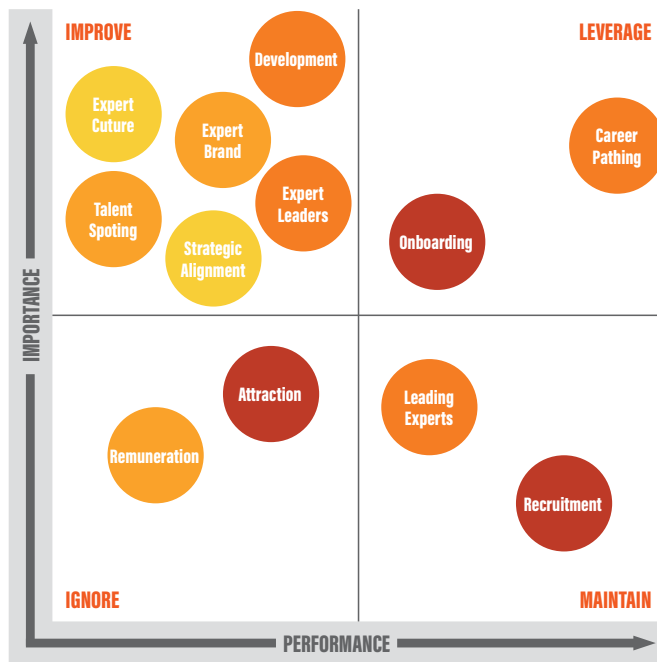 IMPROVE
LEVERAGE
Development
Expert
Cuture
Expert
Brand
Career
Pathing
Talent
Spoting
Expert
Leaders
Strategic
Alignment
Onboarding
IMPORTANCE
Attraction
Leading
Experts
Remuneration
Recruitment
IGNORE
MAINTAIN
PERFORMANCE